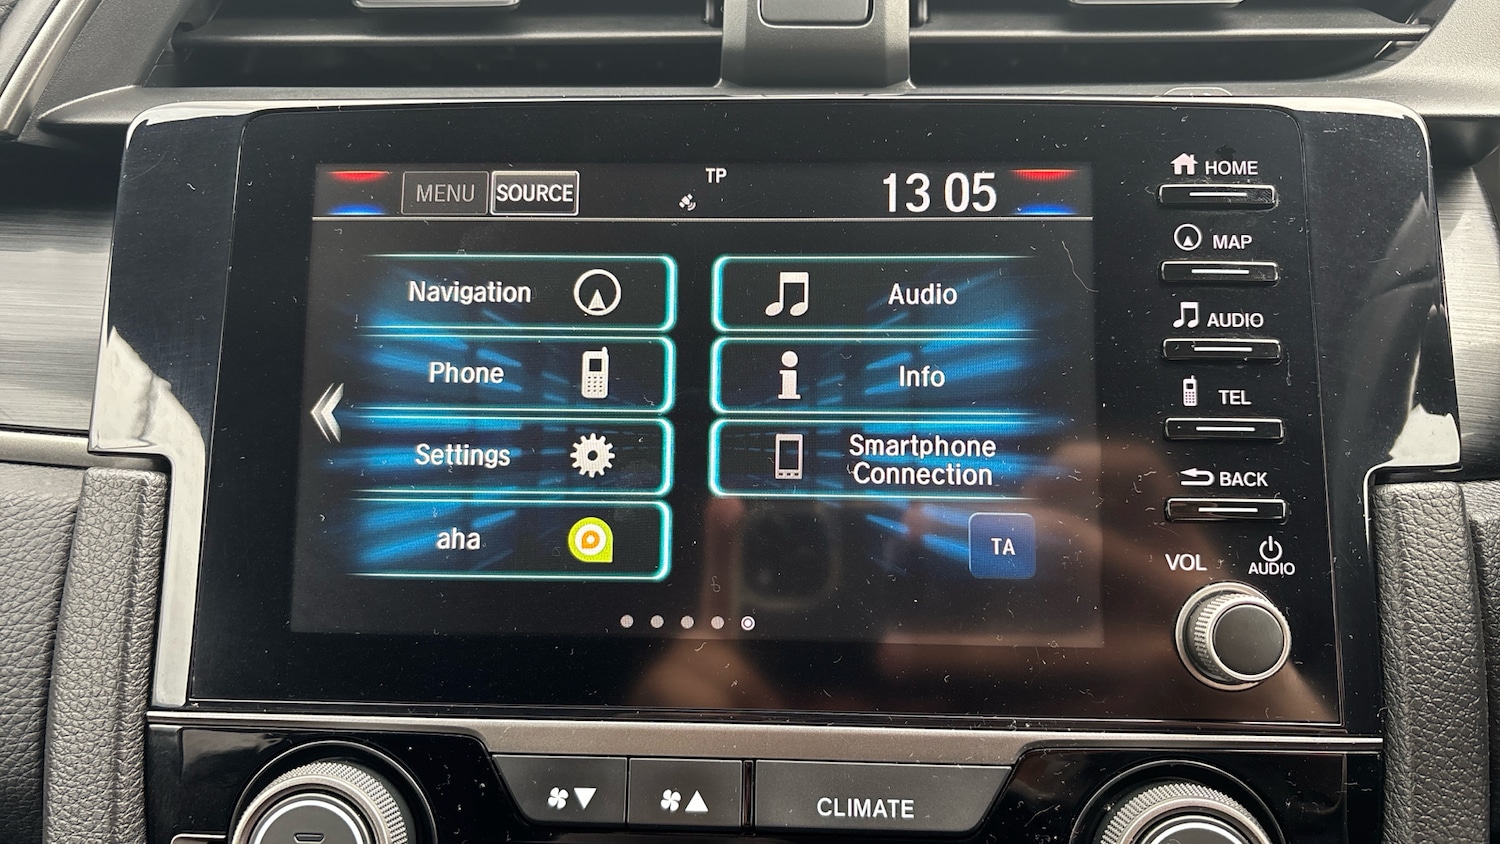 MENU
SOURCE
TP
13 05
Navigation
Audio
Phone
Info
Settings
Smartphone
Connection
aha
TA
HOME
MAP
AUDIO
TEL
BACK
VOL
AUDIO
CLIMATE